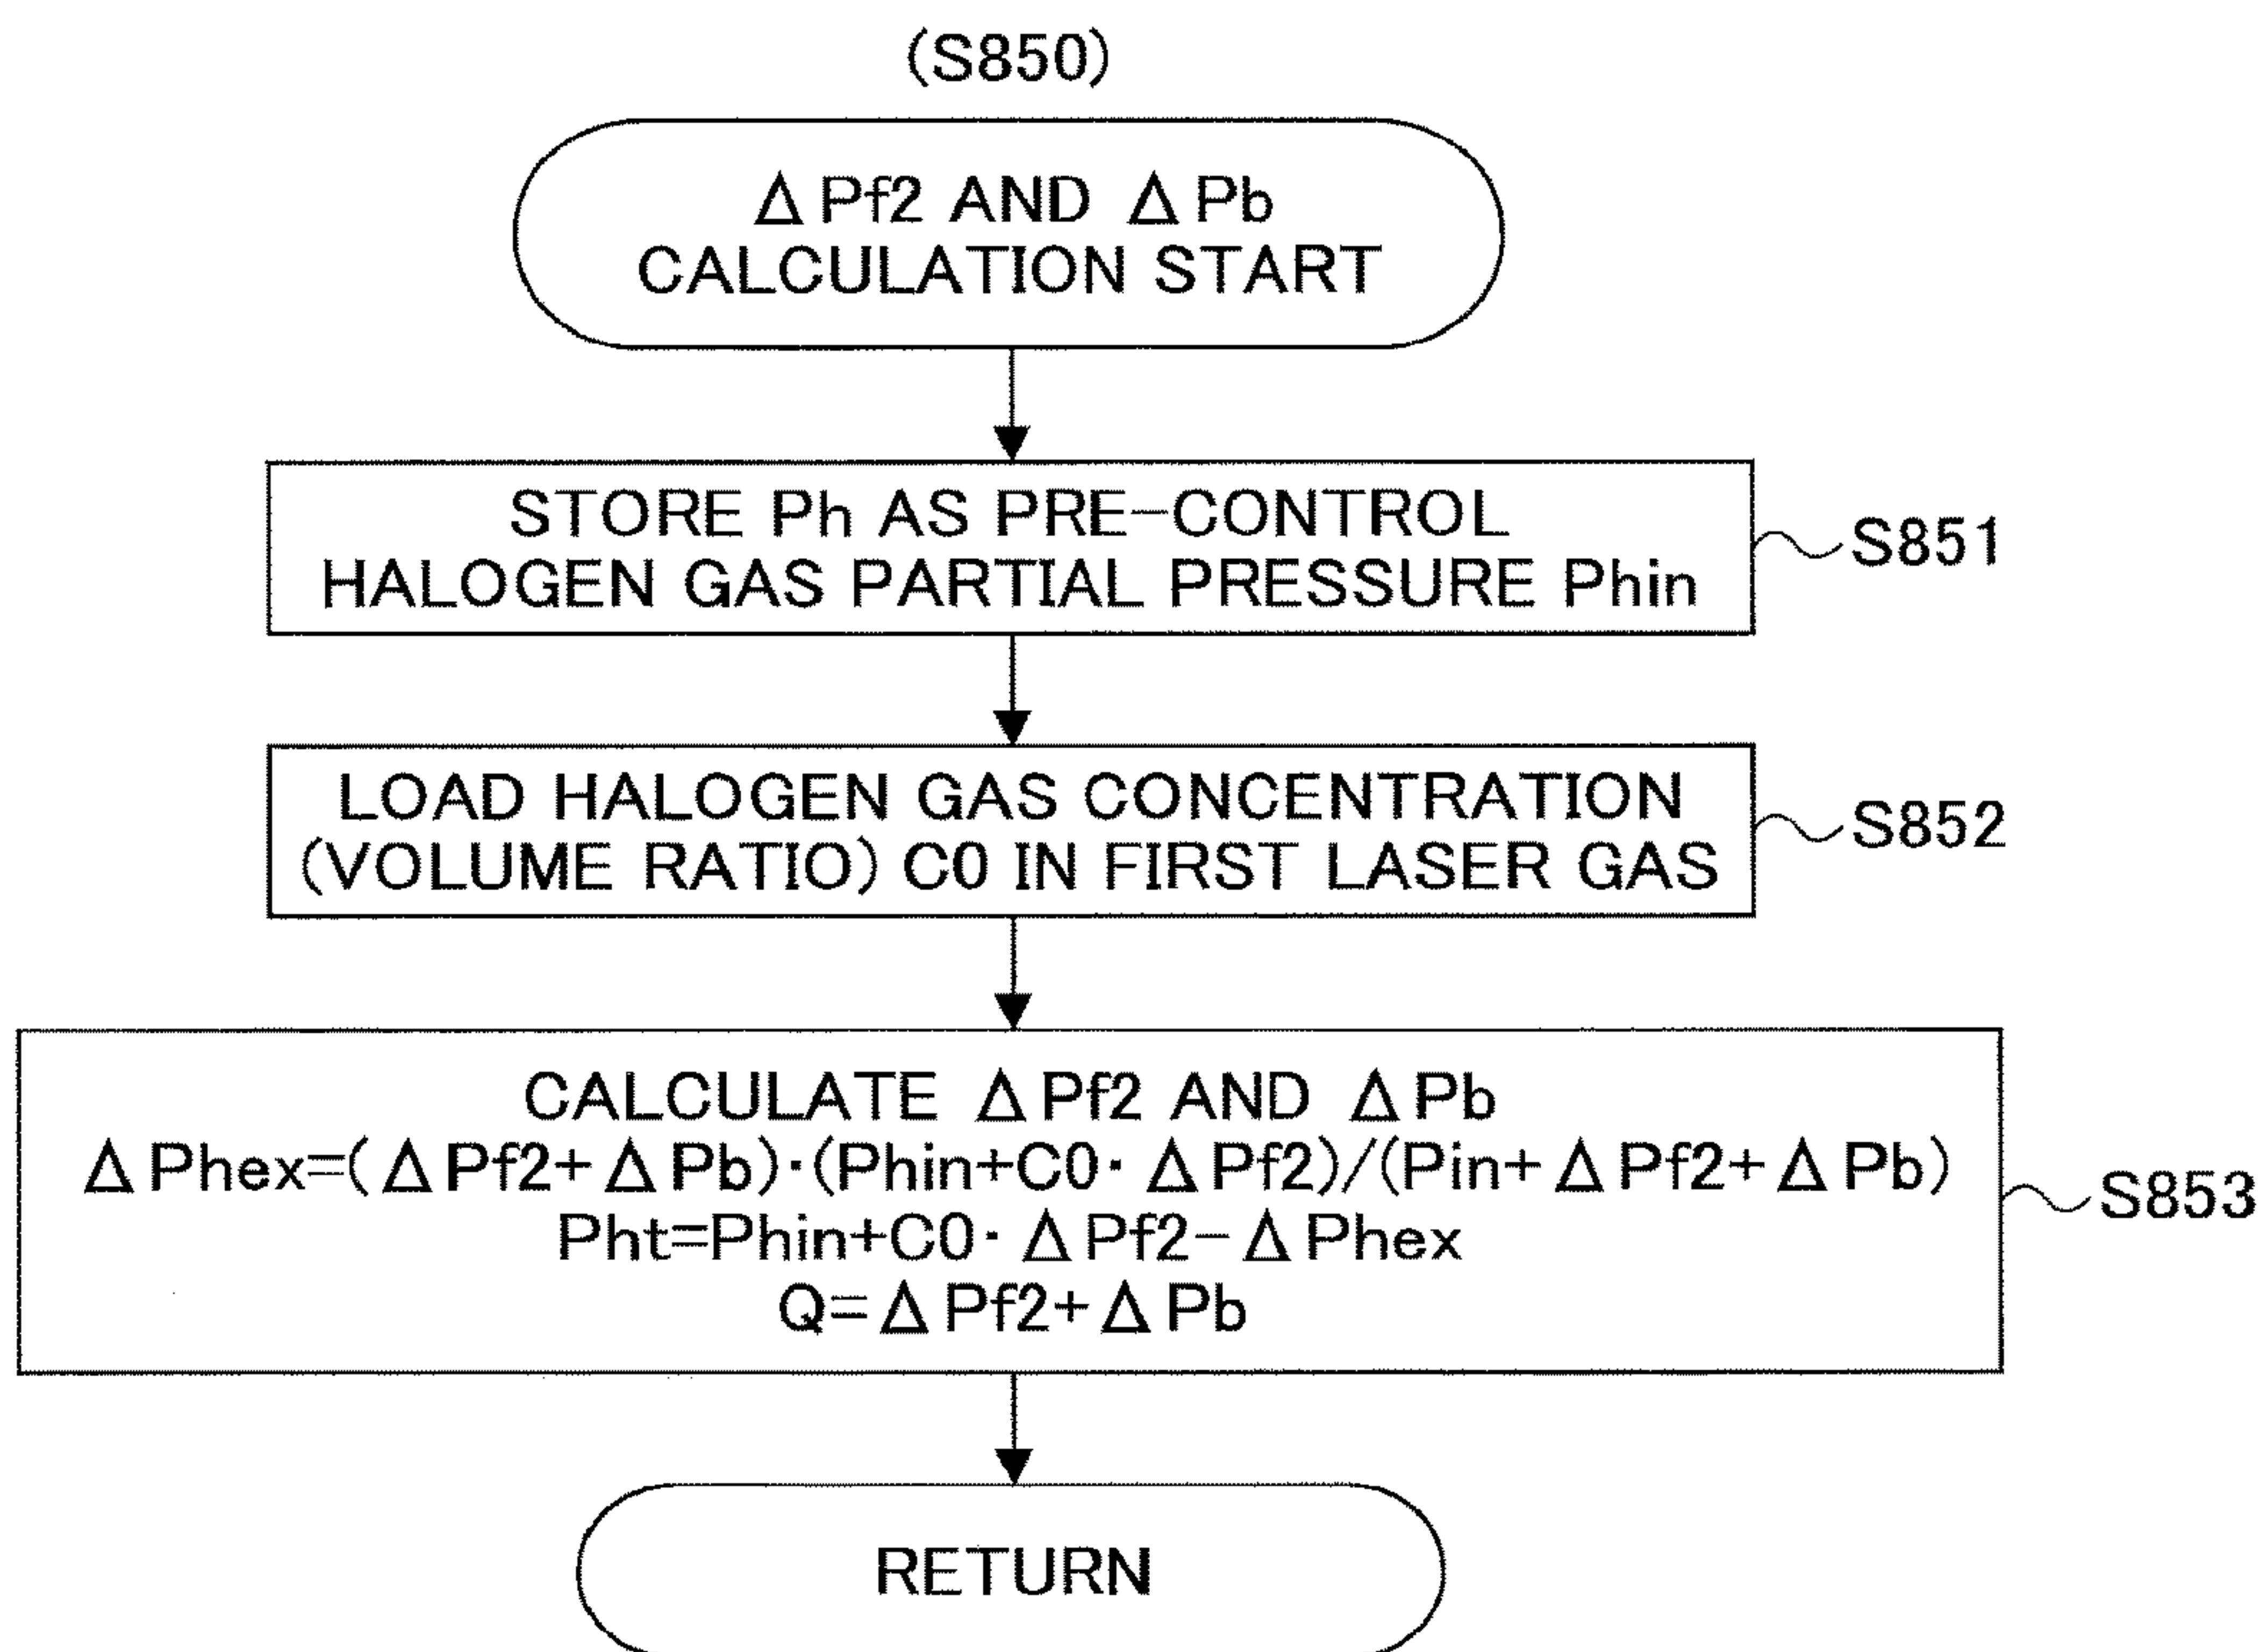 (S850)
ΔPf2 AND ΔPb
CALCULATION START
STORE Ph AS PRE-CONTROL
HALOGEN GAS PARTIAL PRESSURE Phin
S851
LOAD HALOGEN GAS CONCENTRATION
(VOLUME RATIO) C0 IN FIRST LASER GAS
S852
CALCULATE ΔPf2 AND ΔPb
ΔPhex=(ΔPf2+ΔPb)·(Phin+C0·ΔPf2)/(Pin+ΔPf2+ΔPb)
Pht=Phin+C0·ΔPf2-ΔPhex
Q=ΔPf2+ΔPb
S853
RETURN